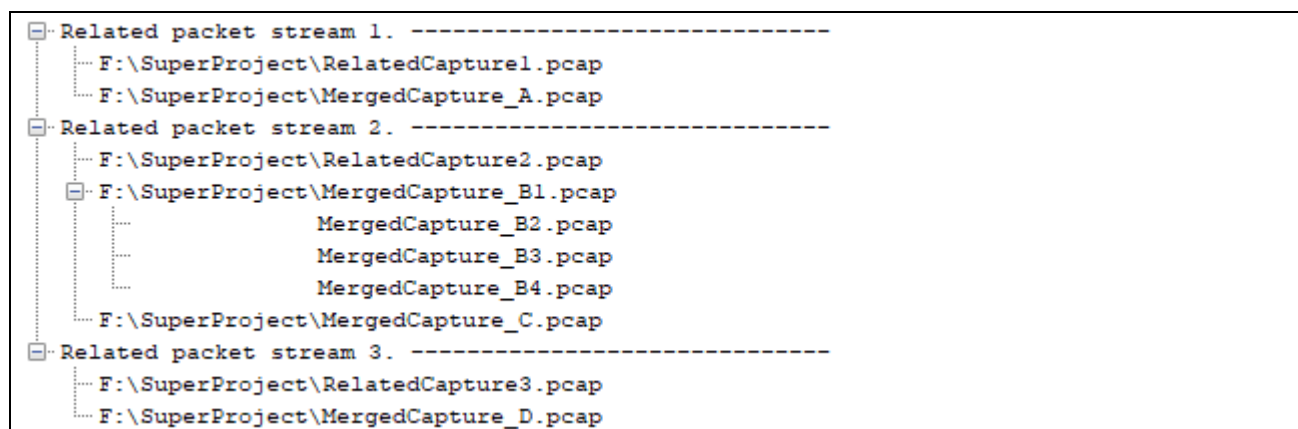 Related packet stream 1. ------------------------------
F:\SuperProject\RelatedCapture1.pcap
F:\SuperProject\MergedCapture_A.pcap
Related packet stream 2. ------------------------------
F:\SuperProject\RelatedCapture2.pcap
F:\SuperProject\MergedCapture_B1.pcap
MergedCapture_B2.pcap
MergedCapture_B3.pcap
MergedCapture_B4.pcap
F:\SuperProject\MergedCapture_C.pcap
Related packet stream 3. ------------------------------
F:\SuperProject\RelatedCapture3.pcap
F:\SuperProject\MergedCapture_D.pcap